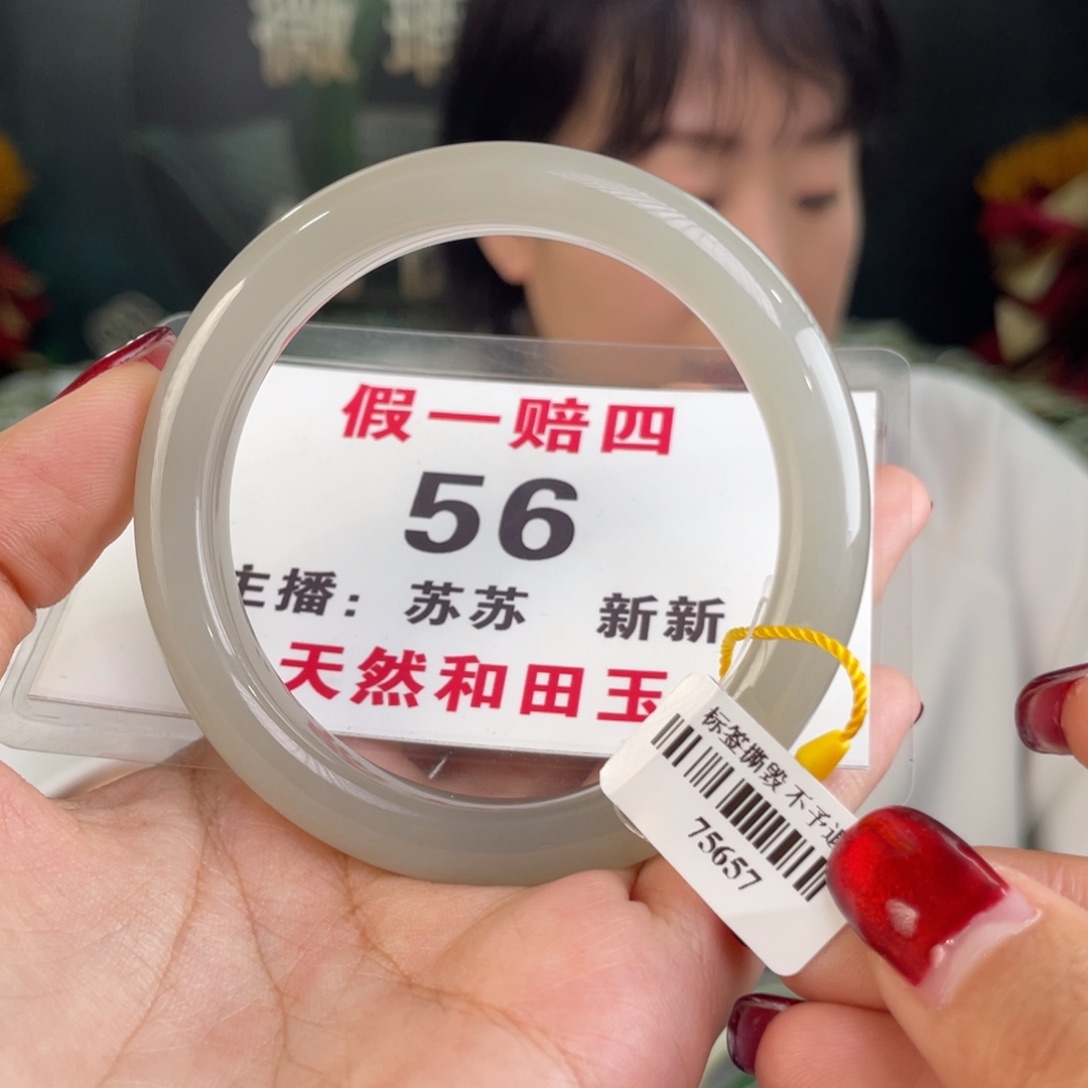 假一赔四
56
主播： 苏苏 新新
天然和田玉
标签撕毁 不予退
75657